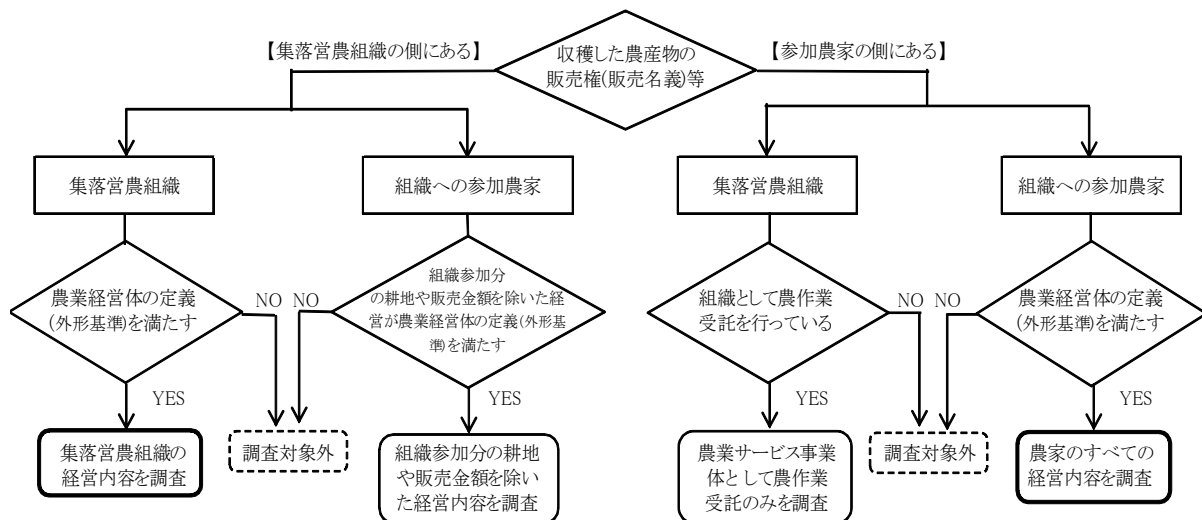 【集落営農組織の側にある】
収穫した農産物の
販売権(販売名義)等
【参加農家の側にある】
集落営農組織
組織への参加農家
集落営農組織
組織への参加農家
農業経営体の定義
(外形基準)を満たす
NO
NO
組織参加分
の耕地や販売金額を除いた経
営が農業経営体の定義(外形基
準)を満たす
組織として農作業
受託を行っている
NO
NO
農業経営体の定義
(外形基準)を満たす
YES
YES
YES
YES
集落営農組織の
経営内容を調査
調査対象外
組織参加分の耕地
や販売金額を除い
た経営内容を調査
農業サービス事業
体として農作業
受託のみを調査
調査対象外
農家のすべての
経営内容を調査